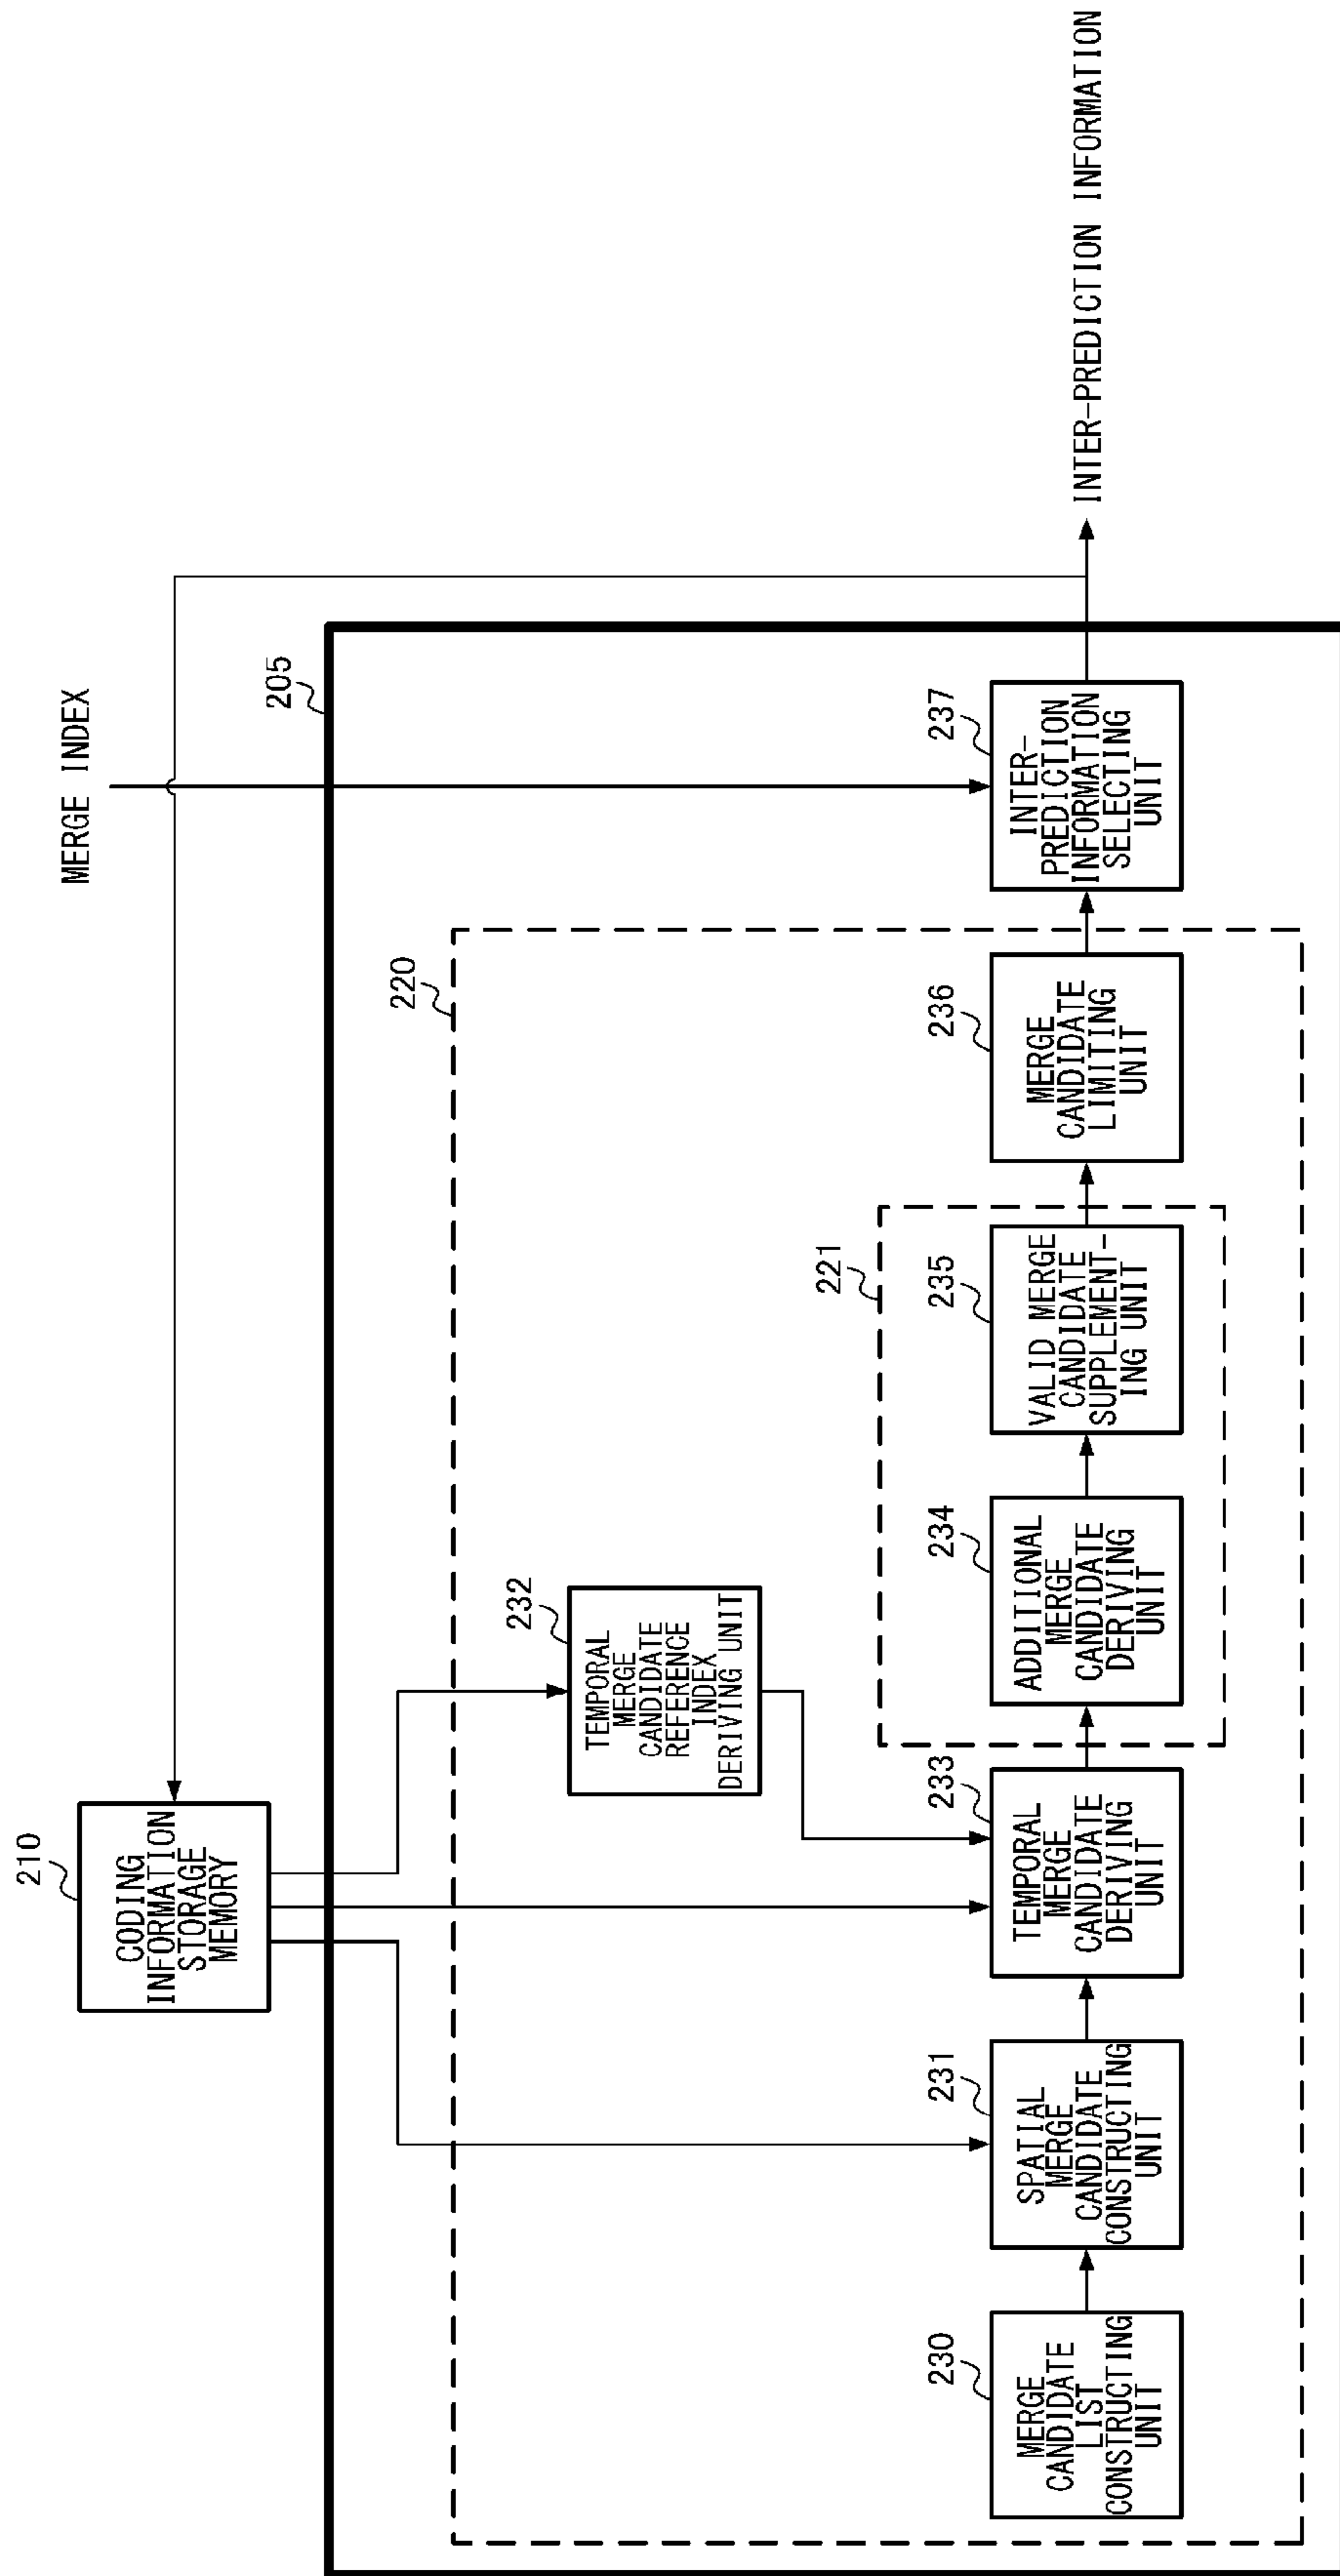 MERGE INDEX
210
CODING
INFORMATION
STORAGE
MEMORY
205
220
232
TEMPORAL
MERGE
CANDIDATE
REFERENCE
INDEX
DERIVING UNIT
221
230
MERGE
CANDIDATE
LIST
CONSTRUCTING
UNIT
231
SPATIAL
MERGE
CANDIDATE
CONSTRUCTING
UNIT
233
TEMPORAL
MERGE
CANDIDATE
DERIVING
UNIT
234
ADDITIONAL
MERGE
CANDIDATE
DERIVING
UNIT
235
VALID MERGE
CANDIDATE
SUPPLEMENT-
ING UNIT
236
MERGE
CANDIDATE
LIMITING
UNIT
237
INTER-
PREDICTION
INFORMATION
SELECTING
UNIT
INTER-PREDICTION INFORMATION